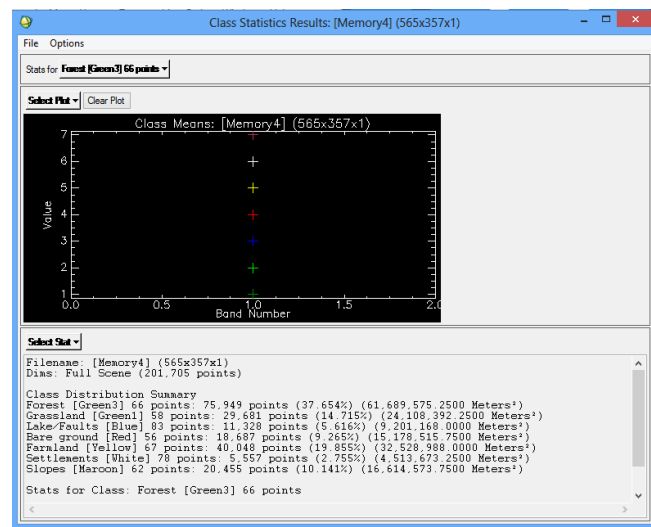 Class Statistics Results: [Memory4] (565x357x1)
File Options
Stats for Forest [Green3] 66 points
Select Plot Clear Plot
Class Means: [Memory4] (565x357x1)
7
6
5
4
3
2
1
Value
0.0 0.5 1.0 1.5 2.0
Band Number
Select Stat
Filename: [Memory4] (565x357x1)
Dims: Full Scene (201,705 points)
Class Distribution Summary
Forest [Green3] 66 points: 75,949 points (37.654%) (61,689,575.2500 Meters²)
Grassland [Green1] 58 points: 29,681 points (14.715%) (24,108,392.2500 Meters²)
Lake/Faults [Blue] 83 points: 11,328 points (5.616%) (9,201,168.0000 Meters²)
Bare ground [Red] 56 points: 18,687 points (9.265%) (15,178,515.7500 Meters²)
Farmland [Yellow] 67 points: 40,048 points (19.855%) (32,528,988.0000 Meters²)
Settlements [White] 78 points: 5,557 points (2.755%) (4,513,673.2500 Meters²)
Slopes [Maroon] 62 points: 20,455 points (10.141%) (16,614,573.7500 Meters²)
Stats for Class: Forest [Green3] 66 points